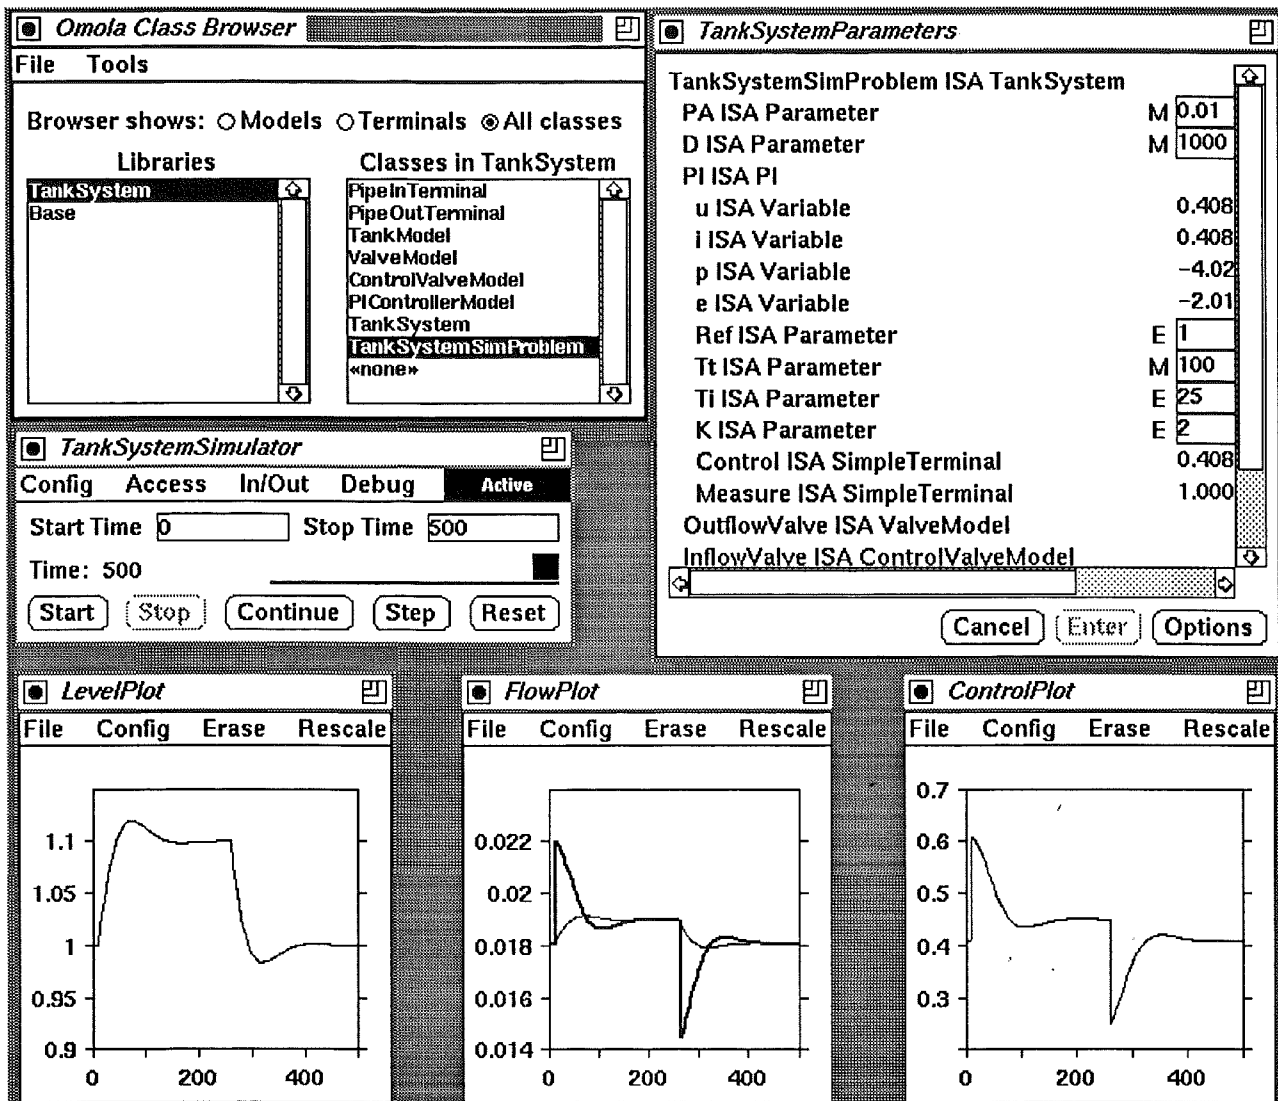 Omola Class Browser
File Tools
Browser shows: Models Terminals All classes
Libraries
TankSystem
Base
Classes in TankSystem
PipeInTerminal
PipeOutTerminal
TankModel
ValveModel
ControlValveModel
PIControllerModel
TankSystem
TankSystemSimProblem
«none»
TankSystemParameters
TankSystemSimProblem ISA TankSystem
PA ISA Parameter M 0.01
D ISA Parameter M 1000
PI ISA PI
u ISA Variable 0.408
i ISA Variable 0.408
p ISA Variable -4.02
e ISA Variable -2.01
Ref ISA Parameter E 1
Tt ISA Parameter M 100
Ti ISA Parameter E 25
K ISA Parameter E 2
Control ISA SimpleTerminal 0.408
Measure ISA SimpleTerminal 1.000
OutflowValve ISA ValveModel
InflowValve ISA ControlValveModel
Cancel Enter Options
TankSystemSimulator
Config Access In/Out Debug Active
Start Time 0 Stop Time 500
Time: 500
Start Stop Continue Step Reset
LevelPlot
File Config Erase Rescale
1.1
1.05
1
0.95
0.9
0 200 400
FlowPlot
File Config Erase Rescale
0.022
0.02
0.018
0.016
0.014
0 200 400
ControlPlot
File Config Erase Rescale
0.7
0.6
0.5
0.4
0.3
0 200 400